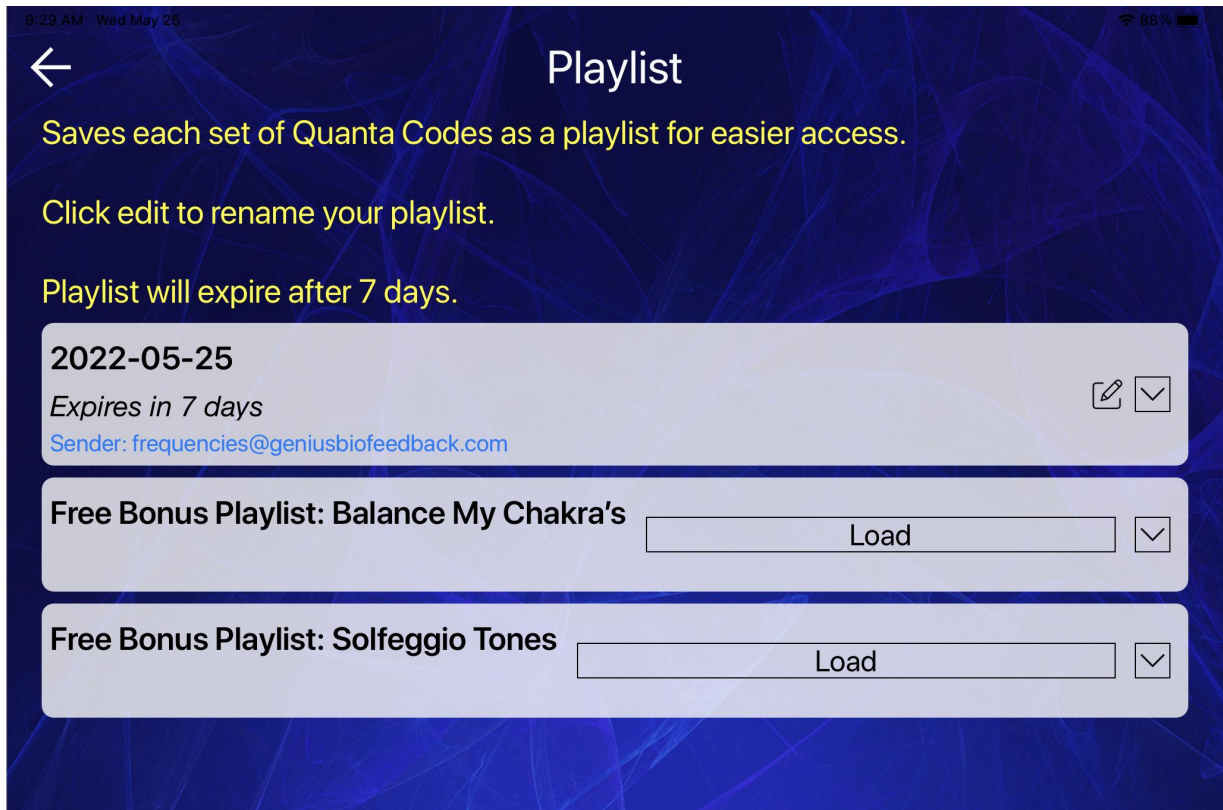 9:29 AM Wed May 25
88%
Playlist
Saves each set of Quanta Codes as a playlist for easier access.
Click edit to rename your playlist.
Playlist will expire after 7 days.
2022-05-25
Expires in 7 days
Sender: frequencies@geniusbiofeedback.com
Free Bonus Playlist: Balance My Chakra’s
Load
Free Bonus Playlist: Solfeggio Tones
Load